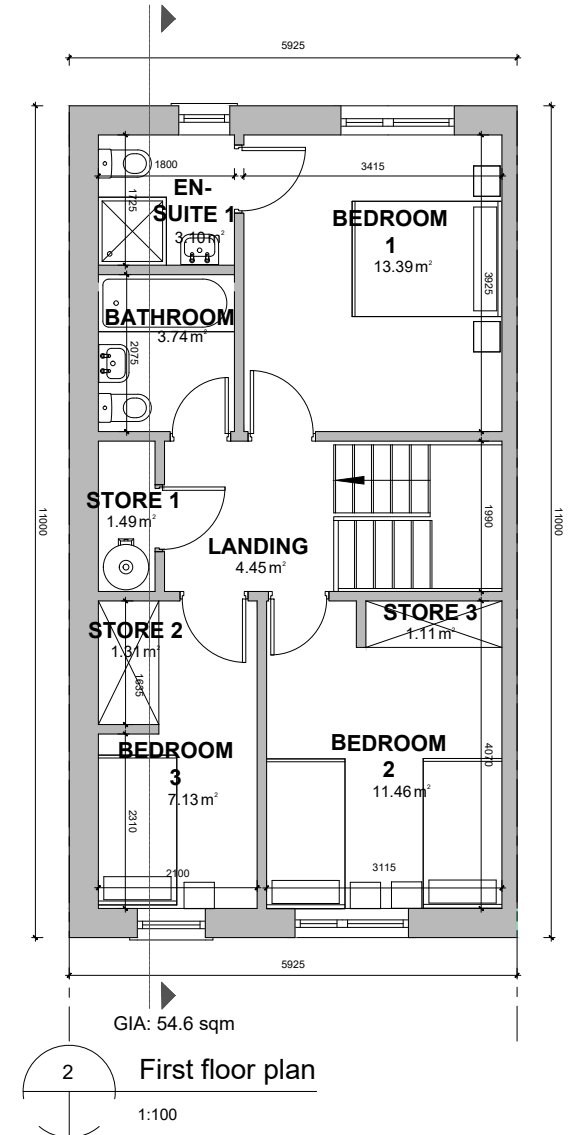 5925
1800
3415
1725
EN-
SUITE 1
3.10m²
BEDROOM
1
13.39m²
3925
BATHROOM
3.74m²
2075
11000
11000
STORE 1
1.49m²
LANDING
4.45m²
1990
STORE 2
1.31m²
1635
STORE 3
1.11m²
BEDROOM
3
7.13m²
2310
BEDROOM
2
11.46m²
4070
2100
3115
5925
GIA: 54.6 sqm
2
First floor plan
1:100